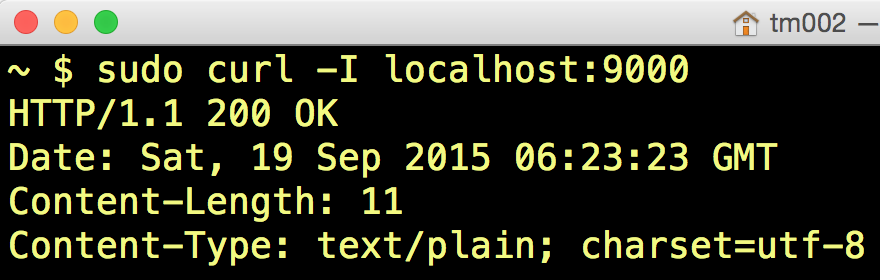 tm002 —
~ $ sudo curl -I localhost:9000
HTTP/1.1 200 OK
Date: Sat, 19 Sep 2015 06:23:23 GMT
Content-Length: 11
Content-Type: text/plain; charset=utf-8